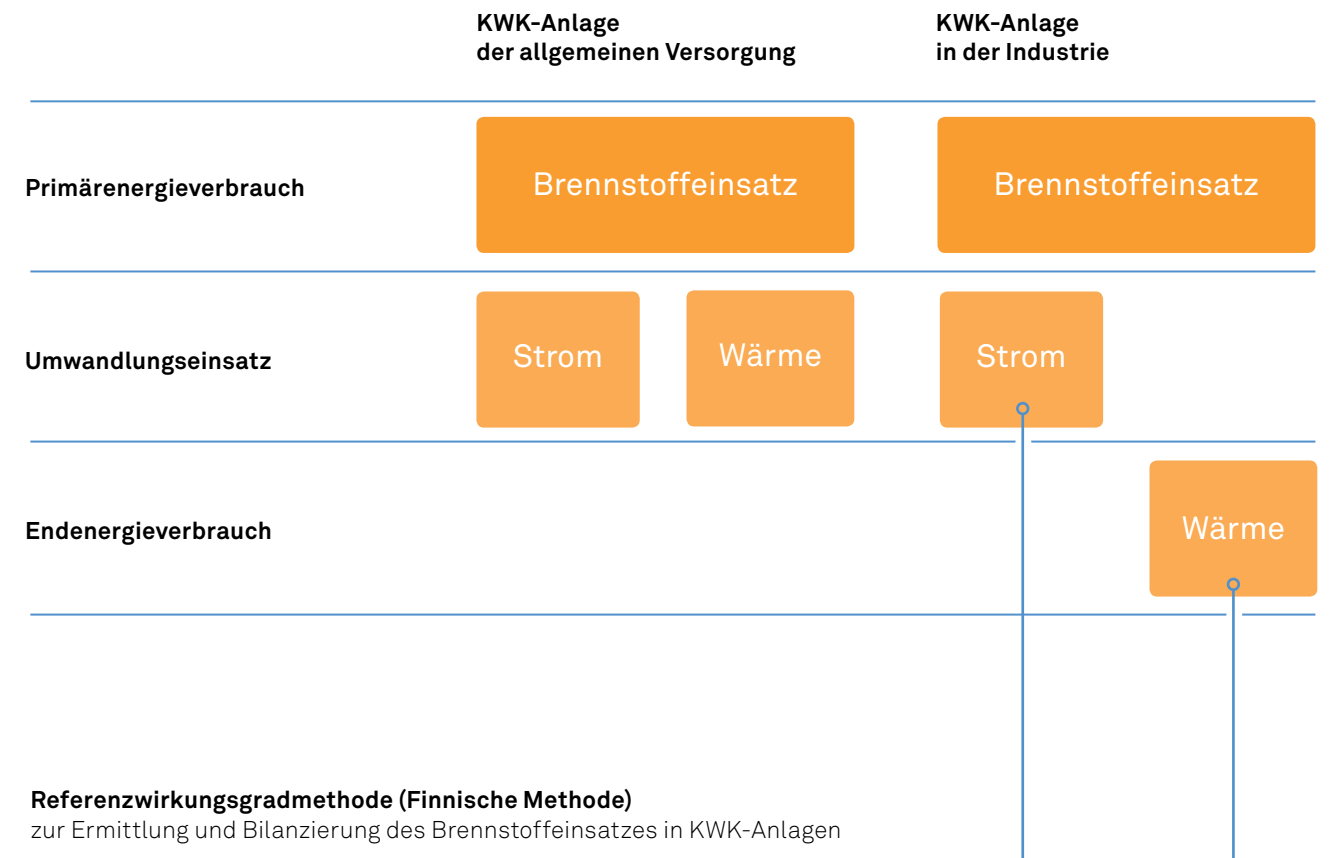 KWK-Anlage
der allgemeinen Versorgung
KWK-Anlage
in der Industrie
Primärenergieverbrauch
Brennstoffeinsatz
Brennstoffeinsatz
Umwandlungseinsatz
Strom
Wärme
Strom
Endenergieverbrauch
Wärme
Referenzwirkungsgradmethode (Finnische Methode)
zur Ermittlung und Bilanzierung des Brennstoffeinsatzes in KWK-Anlagen